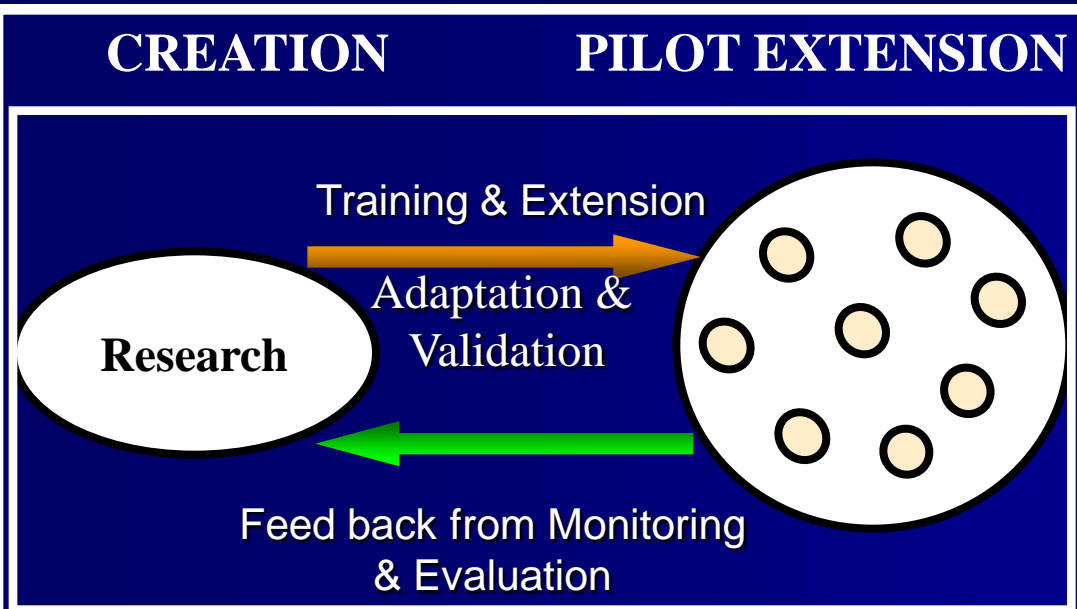 CREATION PILOT EXTENSION
Training & Extension
Adaptation &
Validation
Research
Feed back from Monitoring
& Evaluation